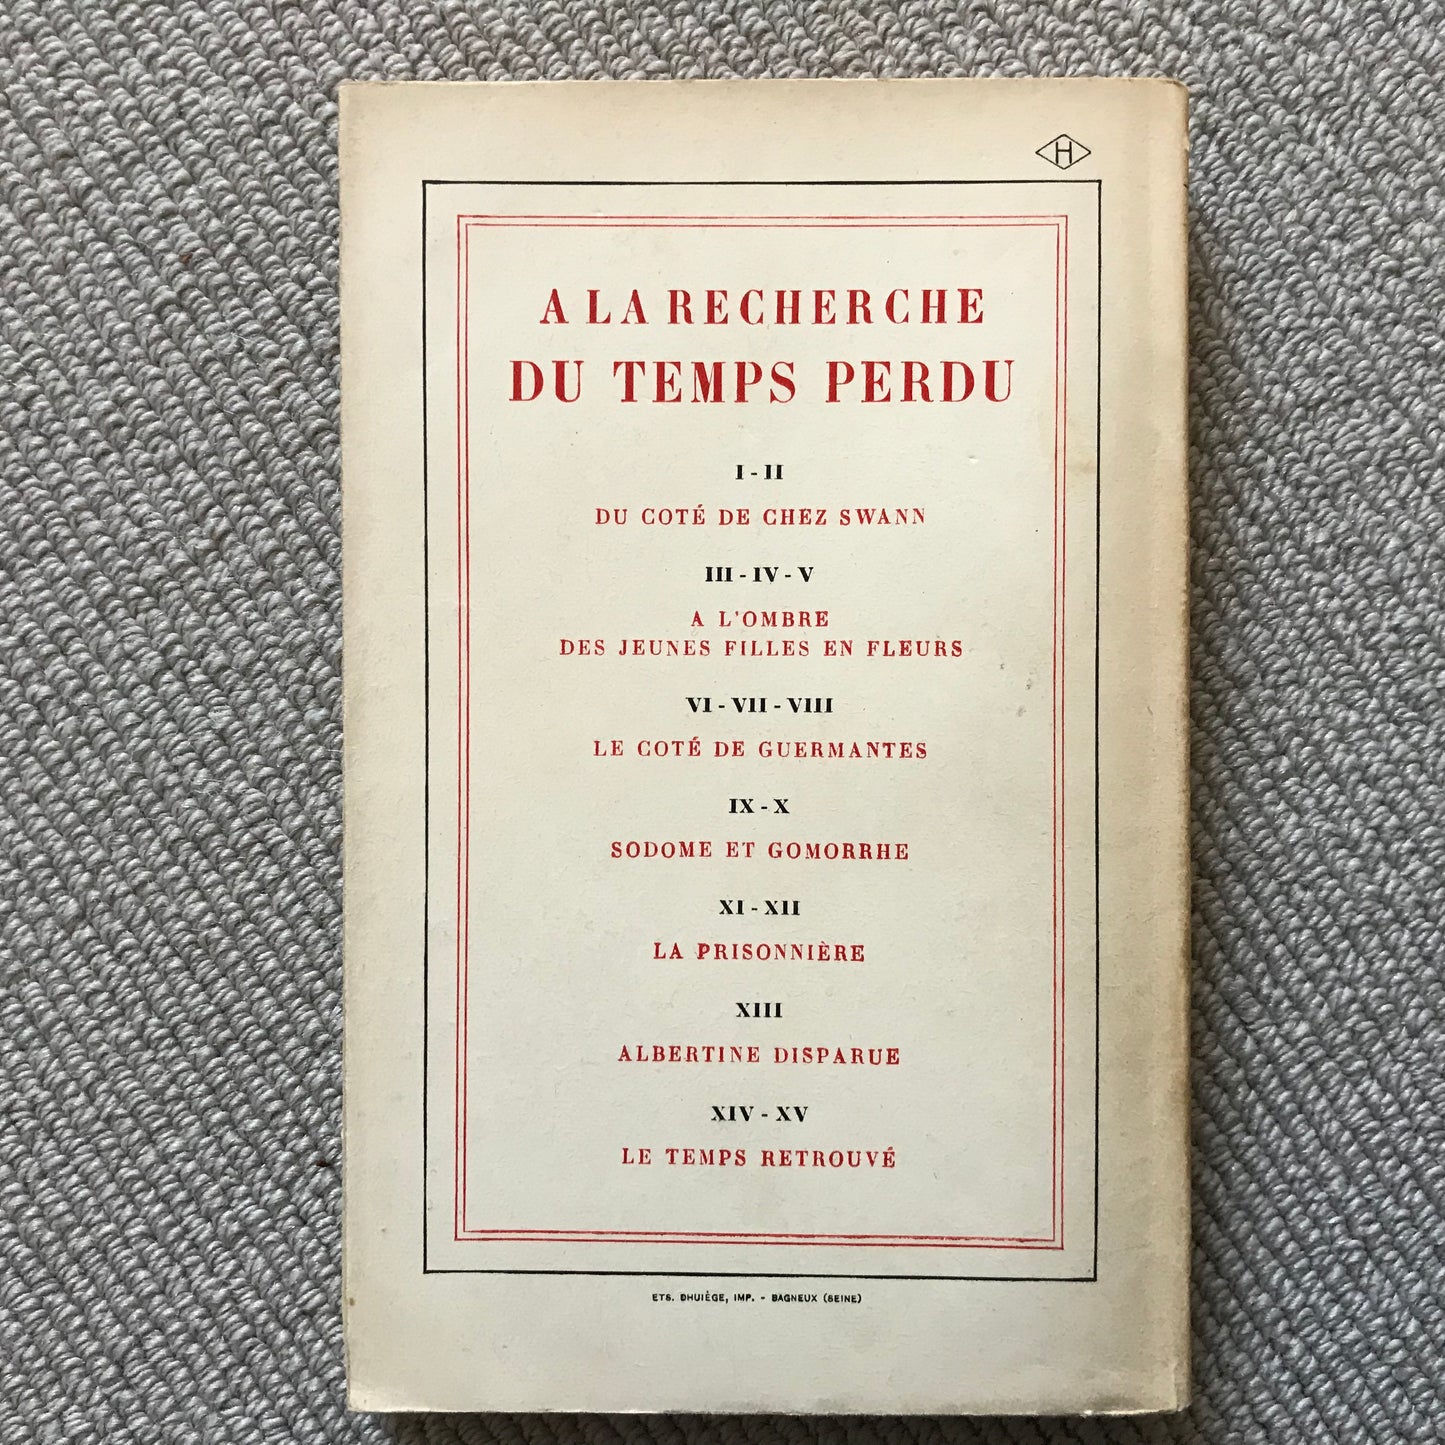 H
A LA RECHERCHE
DU TEMPS PERDU
I - II
DU COTÉ DE CHEZ SWANN
III - IV - V
A L'OMBRE
DES JEUNES FILLES EN FLEURS
VI - VII - VIII
LE COTÉ DE GUERMANTES
IX - X
SODOME ET GOMORRHE
XI - XII
LA PRISONNIÈRE
XIII
ALBERTINE DISPARUE
XIV - XV
LE TEMPS RETROUVÉ
ETS. DHUIÈGE, IMP. - BAGNEUX (SEINE)